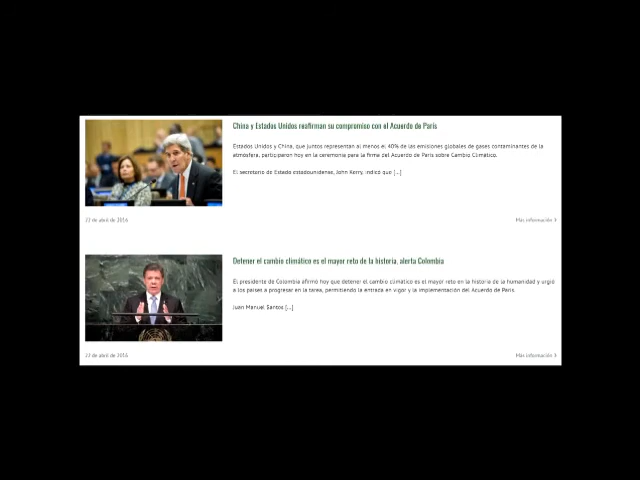 China y Estados Unidos reafirman su compromiso con el Acuerdo de París
Estados Unidos y China, que juntos representan al menos el 40% de las emisiones globales de gases contaminantes de la
atmósfera, participaron hoy en la ceremonia para la firma del Acuerdo de París sobre Cambio Climático.
El secretario de Estado estadounidense, John Kerry, indicó que [...]
22 de abril de 2016
Más información >
Detener el cambio climático es el mayor reto de la historia, alerta Colombia
El presidente de Colombia afirmó hoy que detener el cambio climático es el mayor reto en la historia de la humanidad y urgió
a los países a progresar en la tarea, permitiendo la entrada en vigor y la implementación del Acuerdo de París.
Juan Manuel Santos [...]
22 de abril de 2016
Más información >